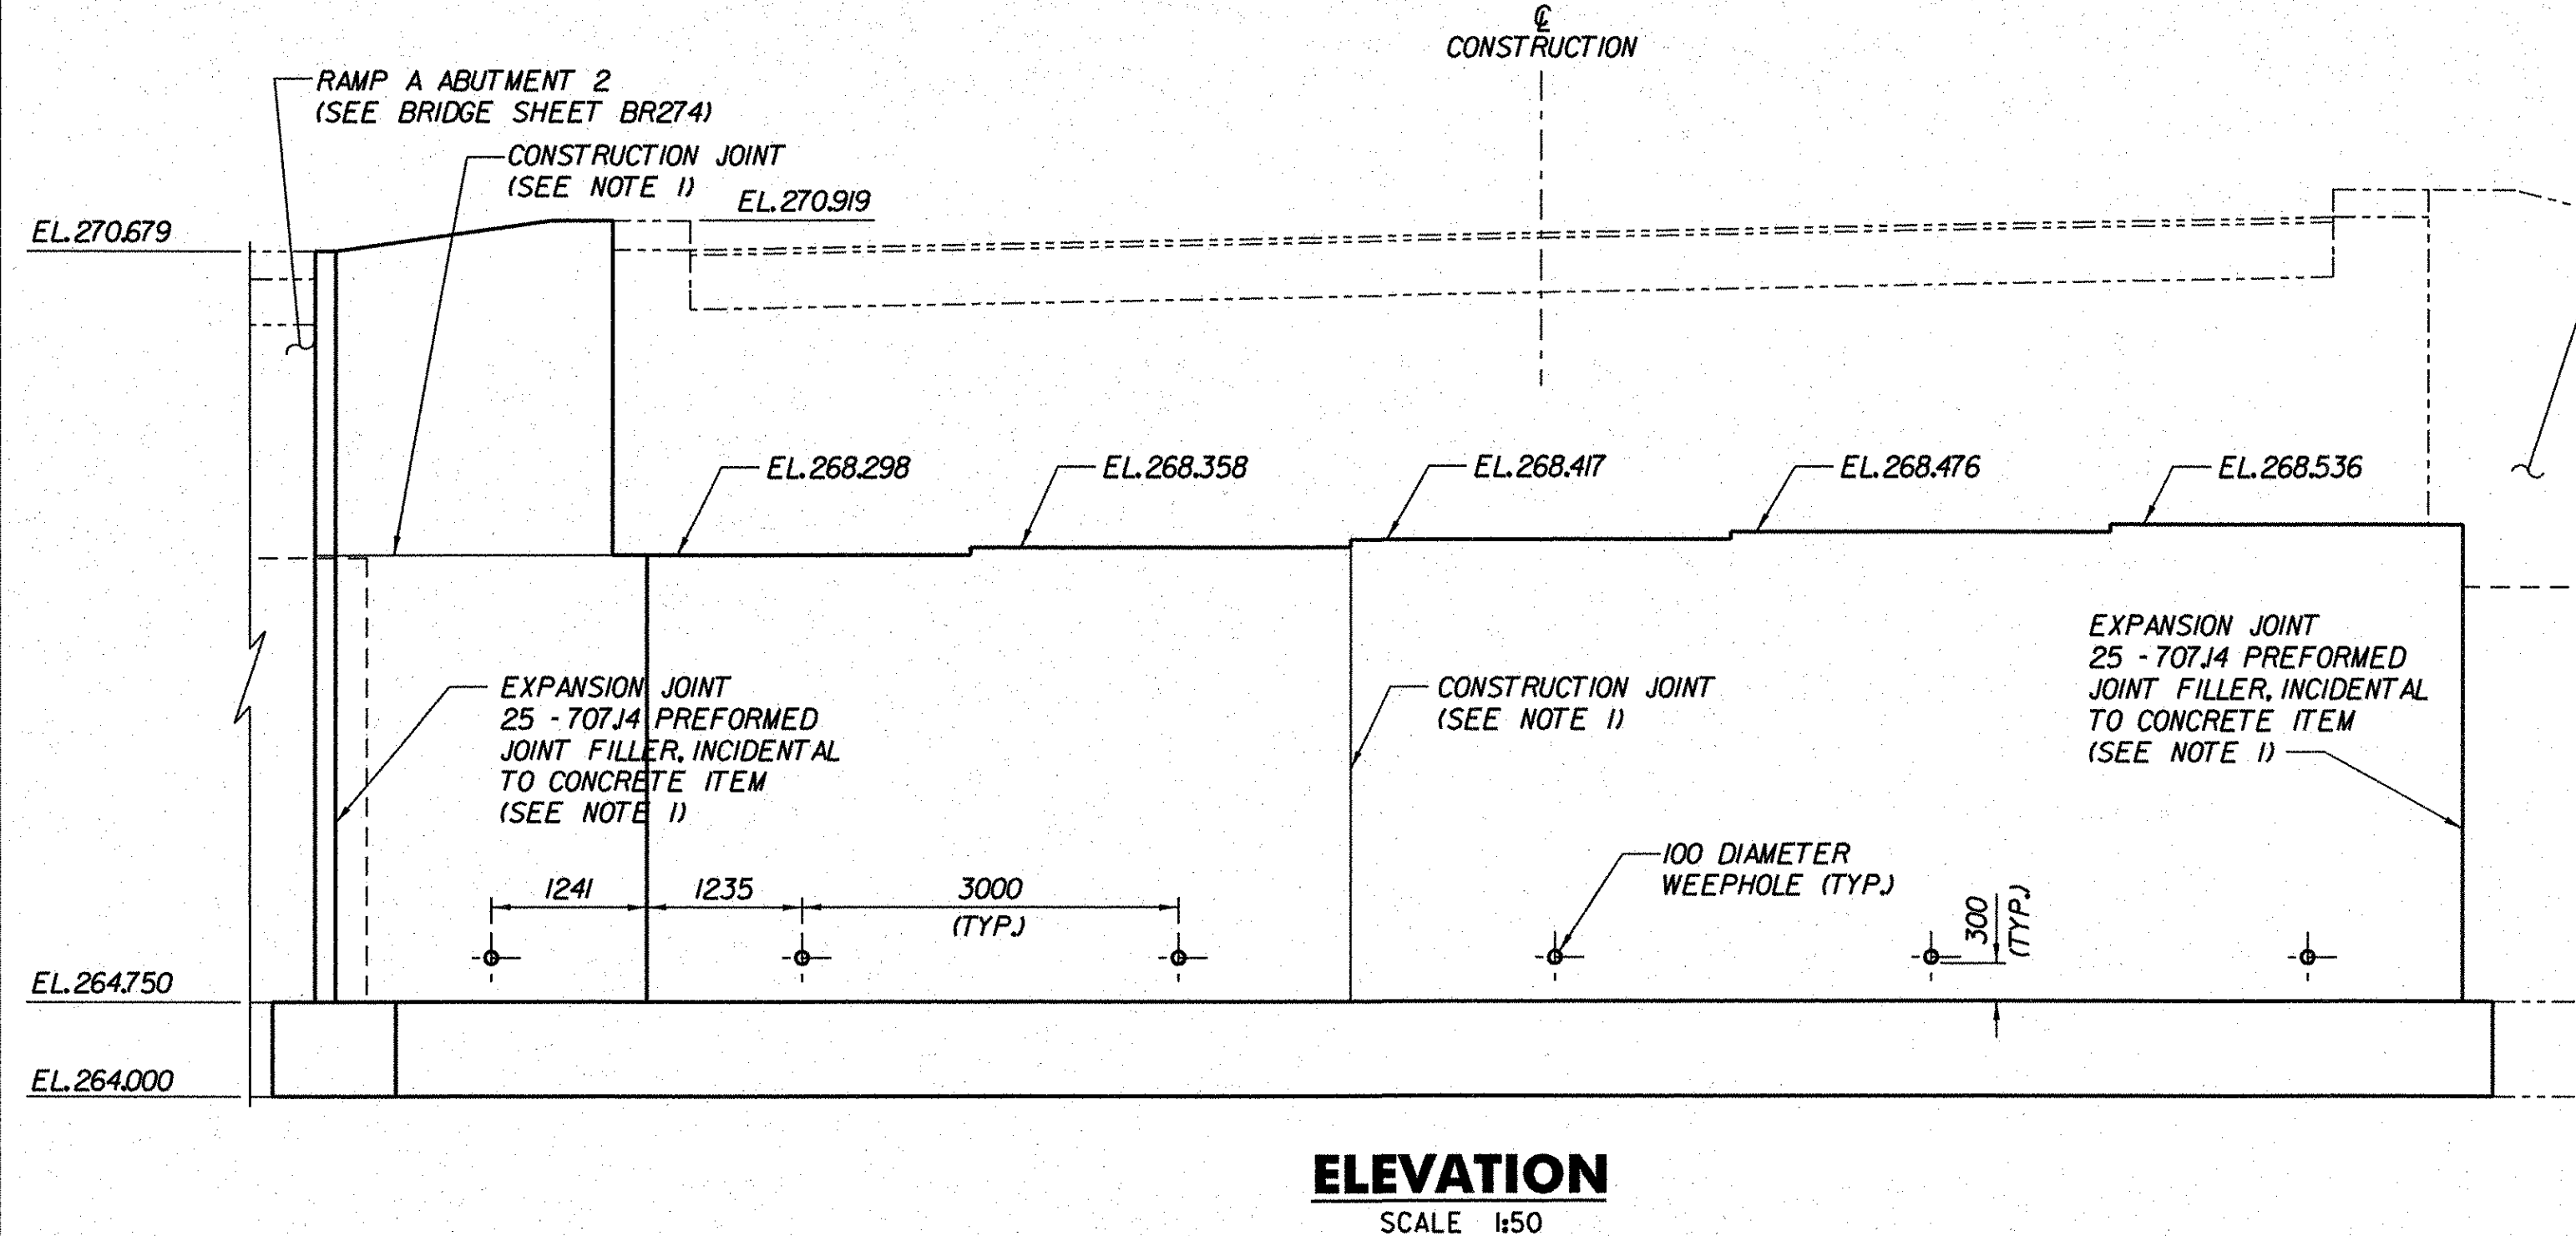 ℄
CONSTRUCTION
RAMP A ABUTMENT 2
(SEE BRIDGE SHEET BR274)
CONSTRUCTION JOINT
(SEE NOTE 1)
EL. 270.919
EL. 270.679
EL. 268.298
EL. 268.358
EL. 268.417
EL. 268.476
EL. 268.536
EXPANSION JOINT
25 - 707.14 PREFORMED
JOINT FILLER, INCIDENTAL
TO CONCRETE ITEM
(SEE NOTE 1)
CONSTRUCTION JOINT
(SEE NOTE 1)
EXPANSION JOINT
25 - 707.14 PREFORMED
JOINT FILLER, INCIDENTAL
TO CONCRETE ITEM
(SEE NOTE 1)
100 DIAMETER
WEEPHOLE (TYP.)
1241
1235
3000
(TYP.)
300
(TYP.)
EL. 264.750
EL. 264.000
ELEVATION
SCALE 1:50